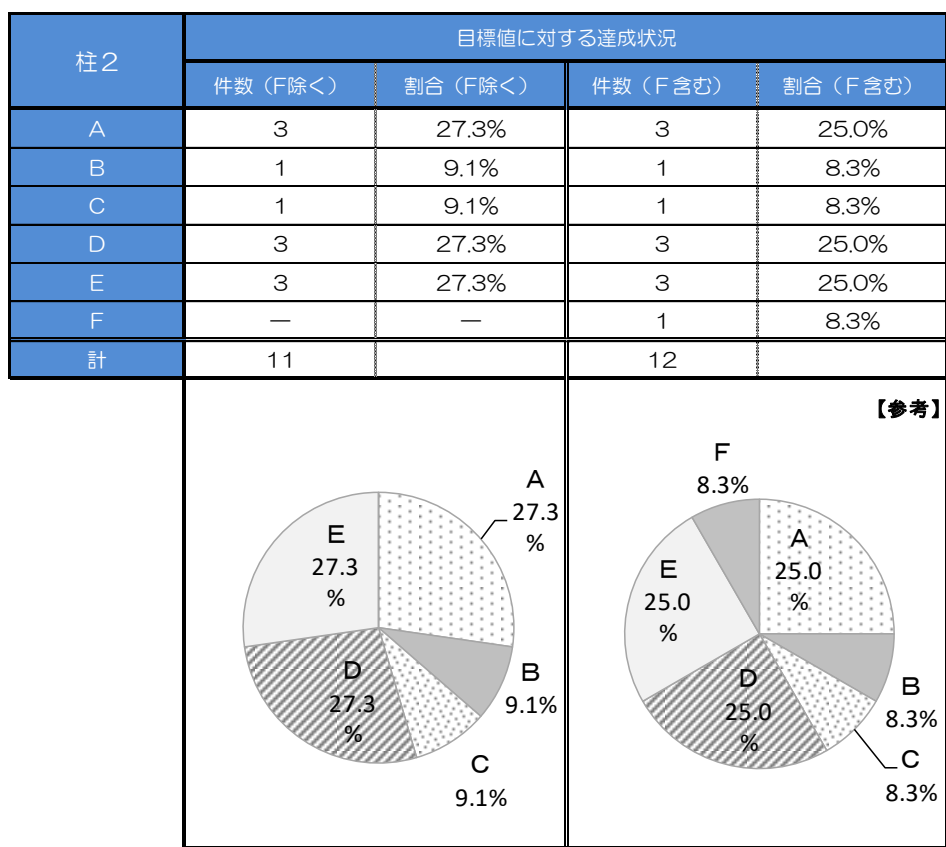 柱２
目標値に対する達成状況
件数（F除く） 割合（F除く） 件数（Ｆ含む） 割合（Ｆ含む）
A 3 27.3% 3 25.0%
B 1 9.1% 1 8.3%
C 1 9.1% 1 8.3%
D 3 27.3% 3 25.0%
E 3 27.3% 3 25.0%
F － － 1 8.3%
計 11 12
【参考】
A
27.3
%
B
9.1%
C
9.1%
D
27.3
%
E
27.3
%
F
8.3%
A
25.0
%
B
8.3%
C
8.3%
D
25.0
%
E
25.0
%